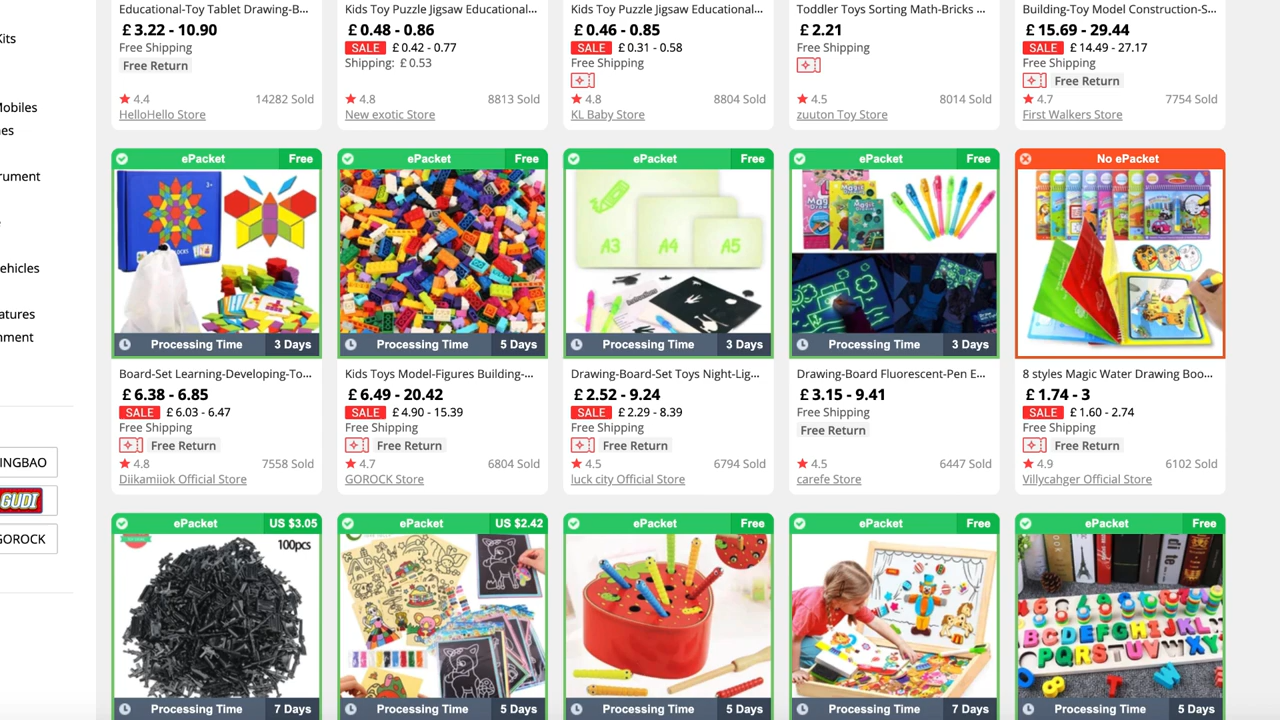 Educational-Toy Tablet Drawing-B...
£ 3.22 - 10.90
Free Shipping
Free Return
4.4 14282 Sold
HelloHello Store
Kids Toy Puzzle Jigsaw Educational...
£ 0.48 - 0.86
SALE £ 0.42 - 0.77
Shipping: £ 0.53
4.8 8813 Sold
New exotic Store
Kids Toy Puzzle Jigsaw Educational...
£ 0.46 - 0.85
SALE £ 0.31 - 0.58
Free Shipping
4.8 8804 Sold
KL Baby Store
Toddler Toys Sorting Math-Bricks ...
£ 2.21
Free Shipping
4.5 8014 Sold
zuuton Toy Store
Building-Toy Model Construction-S...
£ 15.69 - 29.44
SALE £ 14.49 - 27.17
Free Shipping
Free Return
4.7 7754 Sold
First Walkers Store
Kits
Mobiles
nes
rument
ehicles
atures
nment
INGBAO
GUDI
GOROCK
ePacket Free
3+
Processing Time 3 Days
Board-Set Learning-Developing-To...
£ 6.38 - 6.85
SALE £ 6.03 - 6.47
Free Shipping
Free Return
4.8 7558 Sold
Diikamiiok Official Store
ePacket Free
Processing Time 5 Days
Kids Toys Model-Figures Building-...
£ 6.49 - 20.42
SALE £ 4.90 - 15.39
Free Shipping
Free Return
4.7 6804 Sold
GOROCK Store
ePacket Free
A3 A4 A5
Processing Time 3 Days
Drawing-Board-Set Toys Night-Lig...
£ 2.52 - 9.24
SALE £ 2.29 - 8.39
Free Shipping
Free Return
4.5 6794 Sold
luck city Official Store
ePacket Free
Processing Time 3 Days
Drawing-Board Fluorescent-Pen E...
£ 3.15 - 9.41
Free Shipping
Free Return
4.5 6447 Sold
carefe Store
No ePacket
8 styles Magic Water Drawing Boo...
£ 1.74 - 3
SALE £ 1.60 - 2.74
Free Shipping
Free Return
4.9 6102 Sold
Villycahger Official Store
ePacket US $3.05
100pcs
Processing Time 7 Days
ePacket US $2.42
Processing Time 5 Days
ePacket Free
Processing Time 5 Days
ePacket Free
Processing Time 7 Days
ePacket Free
BCDEFGHIJKL
PQRSTUVWXY
Processing Time 5 Days